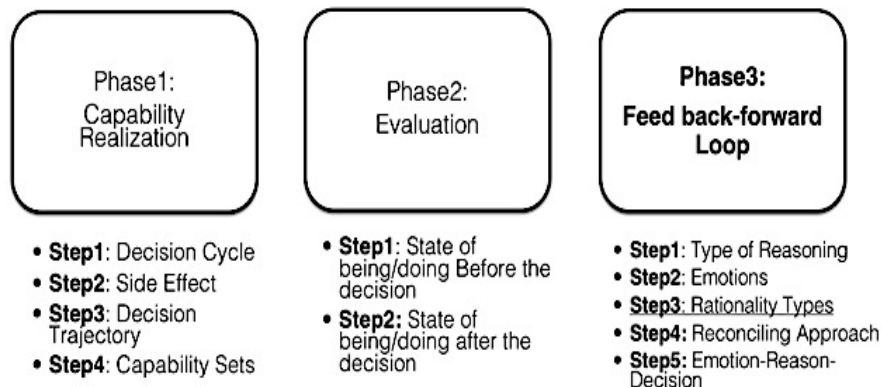 Phase1:
Capability
Realization
• Step1: Decision Cycle
• Step2: Side Effect
• Step3: Decision
Trajectory
• Step4: Capability Sets
Phase2:
Evaluation
• Step1: State of
being/doing Before the
decision
• Step2: State of
being/doing after the
decision
Phase3:
Feed back-forward
Loop
• Step1: Type of Reasoning
• Step2: Emotions
• Step3: Rationality Types
• Step4: Reconciling Approach
• Step5: Emotion-Reason-
Decision